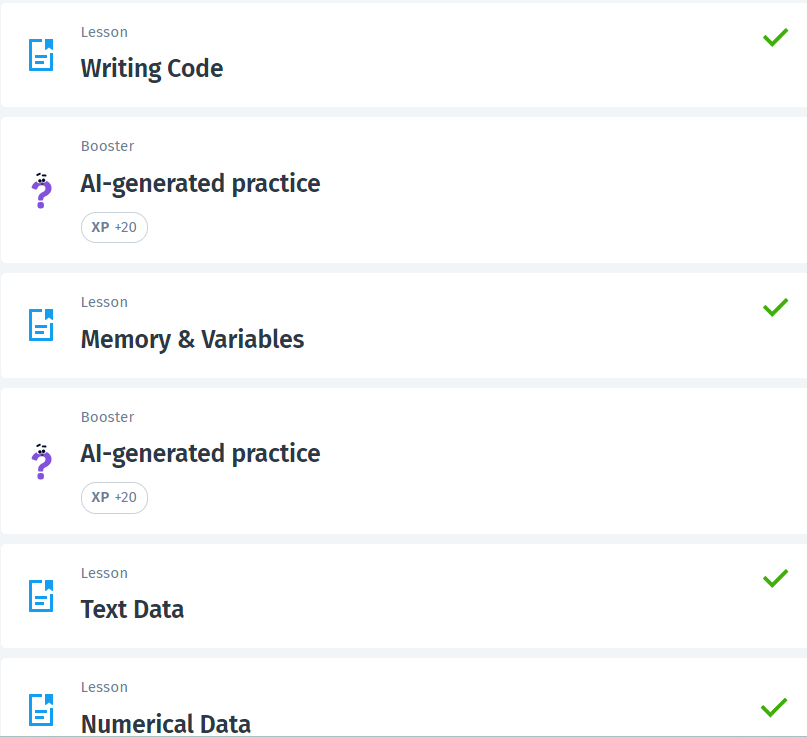 Lesson
Writing Code
Booster
AI-generated practice
XP +20
Lesson
Memory & Variables
Booster
AI-generated practice
XP +20
Lesson
Text Data
Lesson
Numerical Data